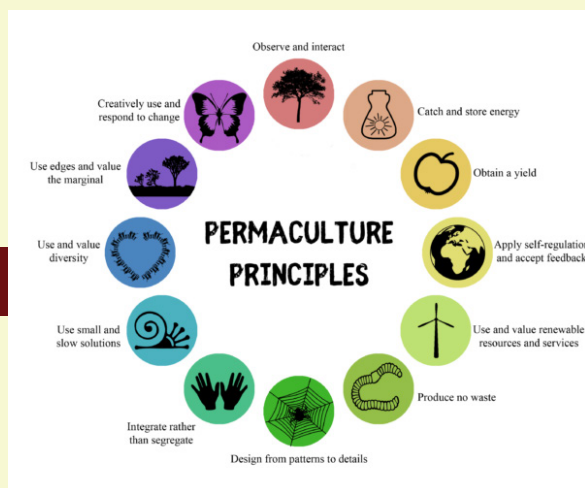 Observe and interact
Creatively use and
respond to change
Catch and store energy
Use edges and value
the marginal
Obtain a yield
PERMACULTURE
PRINCIPLES
Use and value
diversity
Apply self-regulation
and accept feedback
Use small and
slow solutions
Use and value renewable
resources and services
Produce no waste
Integrate rather
than segregate
Design from patterns to details